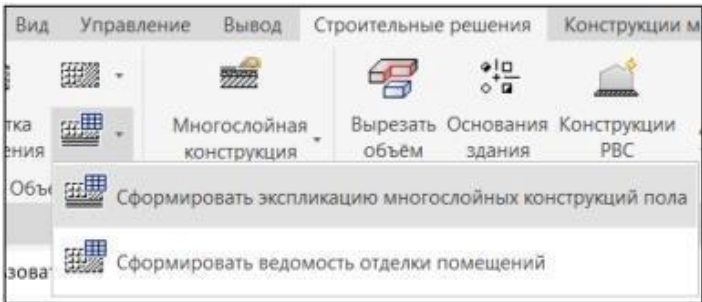 Вид Управление Вывод Строительные решения Конструкции м
Многослойная Вырезать Основания Конструкции
конструкция объём здания РВС
Сформировать экспликацию многослойных конструкций пола
Сформировать ведомость отделки помещений